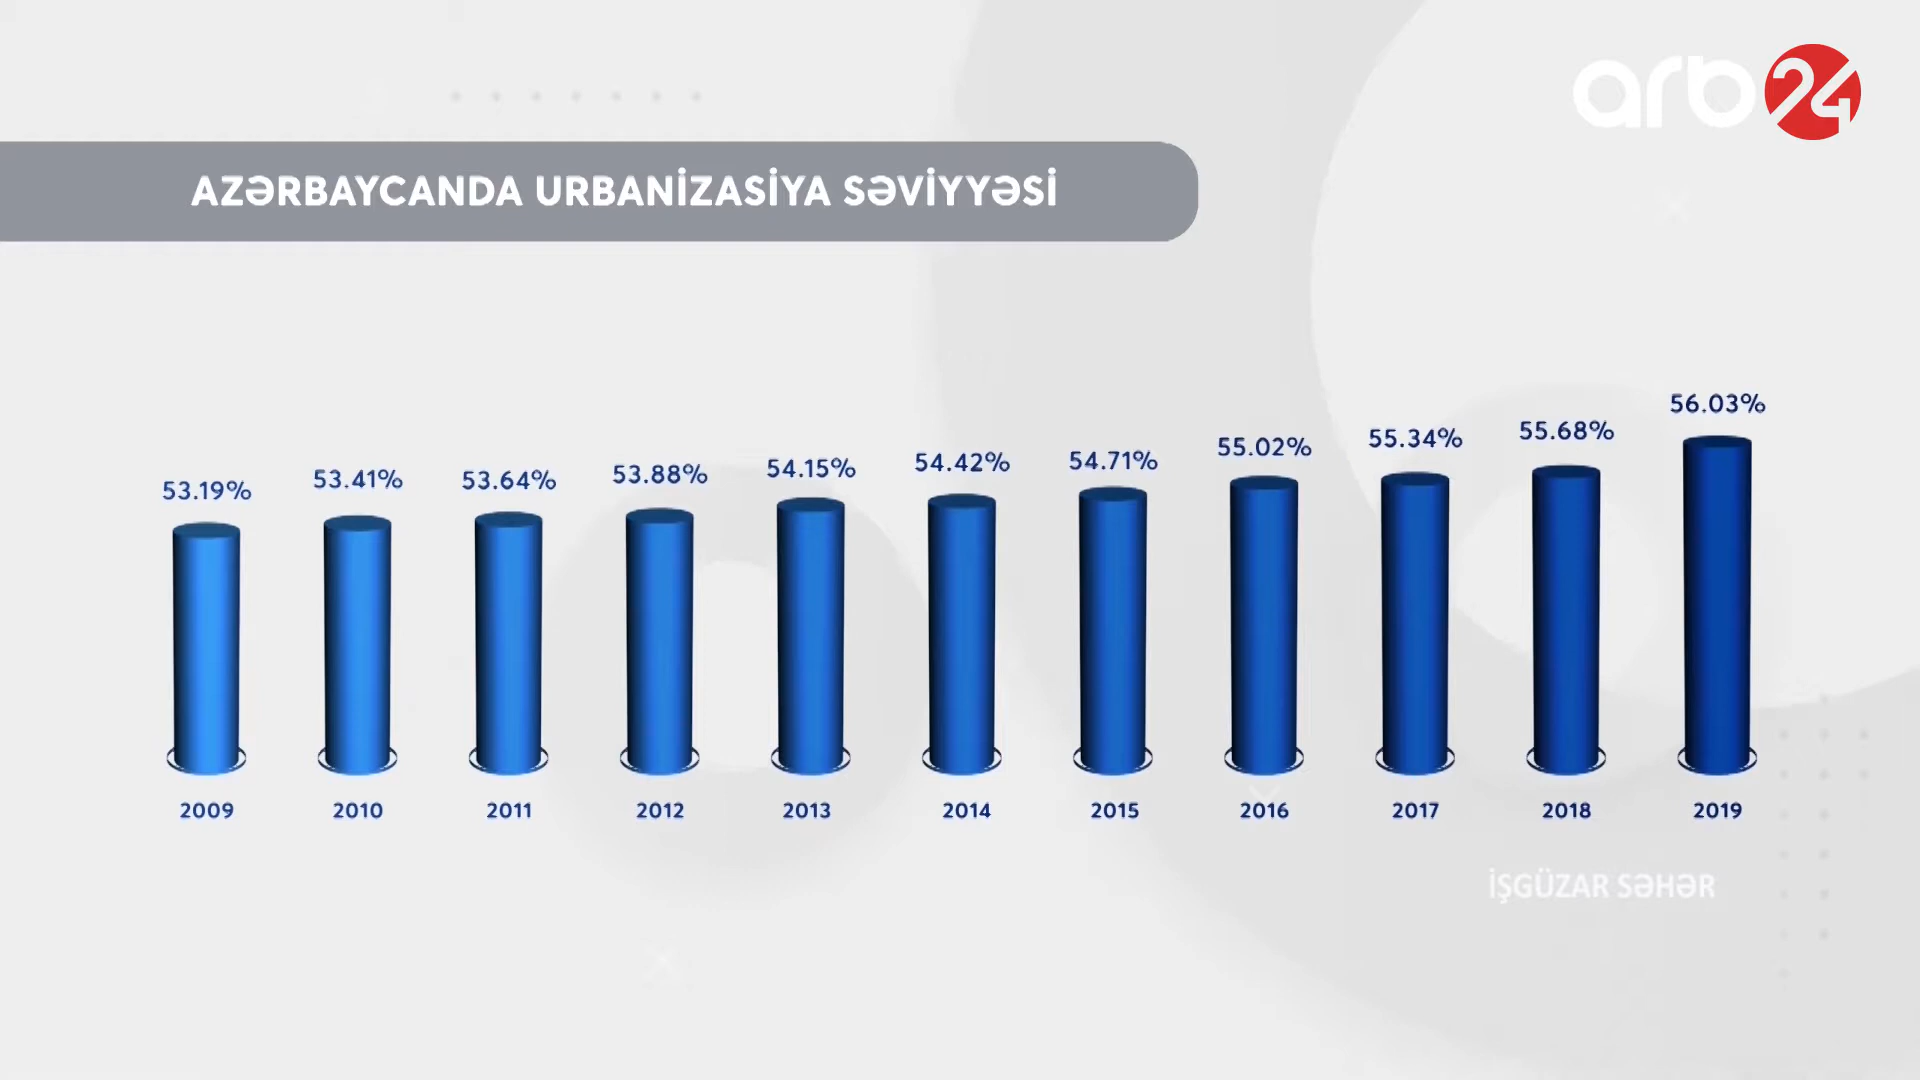 arb24
AZƏRBAYCANDA URBANİZASİYA SƏVİYYƏSİ
53.19% 53.41% 53.64% 53.88% 54.15% 54.42% 54.71% 55.02% 55.34% 55.68% 56.03%
2009 2010 2011 2012 2013 2014 2015 2016 2017 2018 2019
İŞGÜZAR SƏHƏR